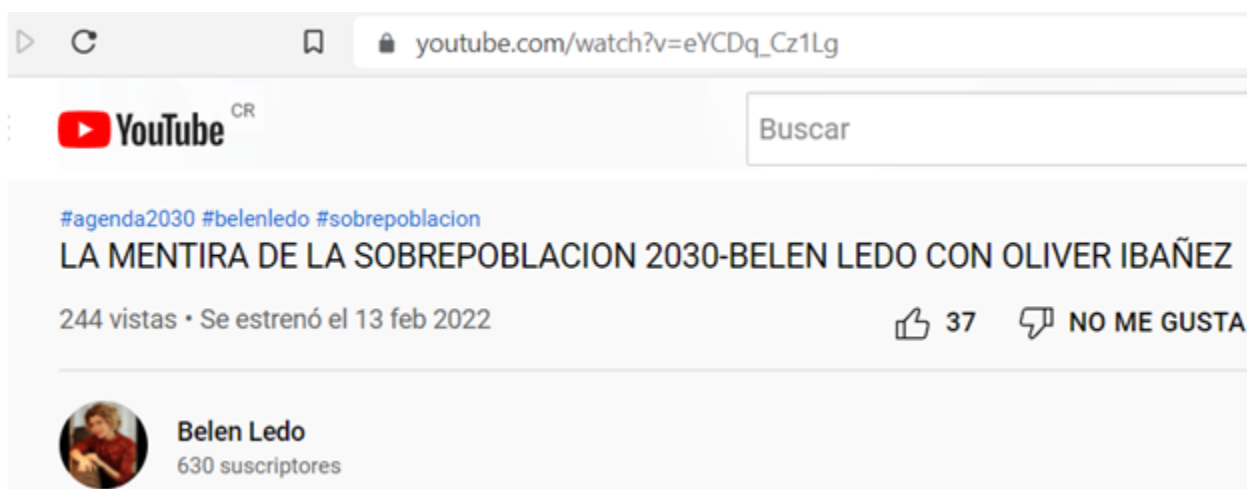 youtube.com/watch?v=eYCDq_Cz1Lg
YouTube CR
Buscar
#agenda2030 #belenledo #sobrepoblacion
LA MENTIRA DE LA SOBREPOBLACION 2030-BELEN LEDO CON OLIVER IBAÑEZ
244 vistas • Se estrenó el 13 feb 2022 37 NO ME GUSTA
Belen Ledo
630 suscriptores